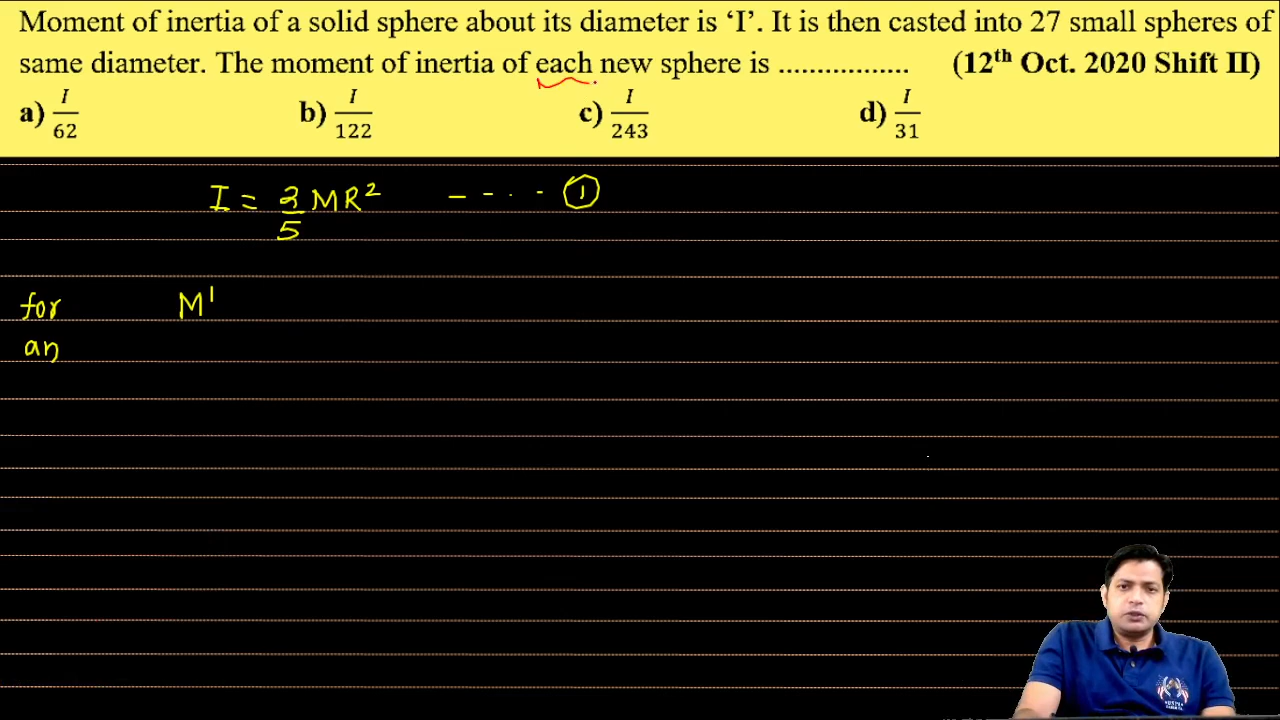 Moment of inertia of a solid sphere about its diameter is ‘I’. It is then casted into 27 small spheres of
same diameter. The moment of inertia of each new sphere is ................. (12th Oct. 2020 Shift II)
a) I/62 b) I/122 c) I/243 d) I/31
I = 2/5 MR² - - - - ①
for M'
an